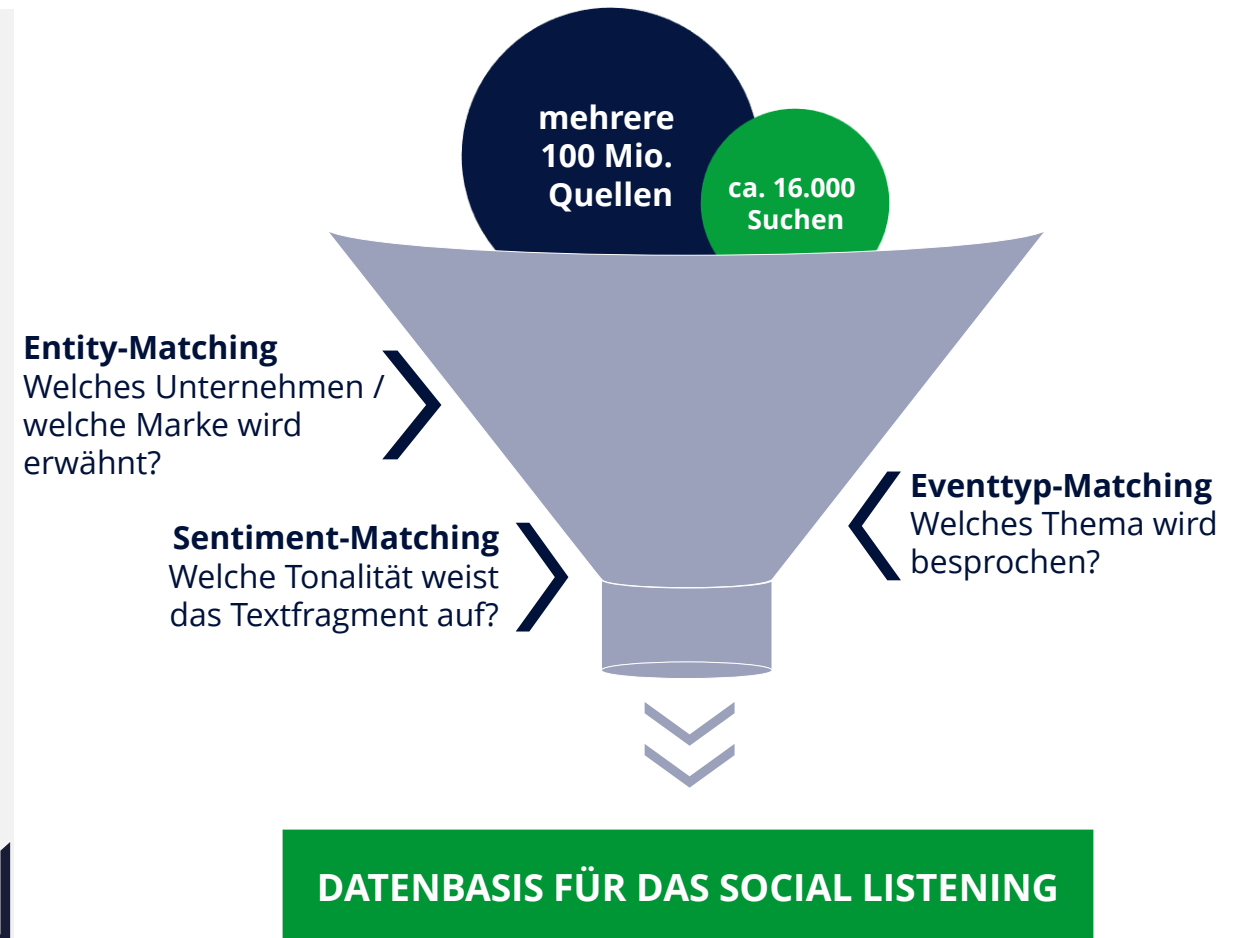 mehrere
100 Mio.
Quellen
ca. 16.000
Suchen
Entity-Matching
Welches Unternehmen /
welche Marke wird
erwähnt?
Eventtyp-Matching
Welches Thema wird
besprochen?
Sentiment-Matching
Welche Tonalität weist
das Textfragment auf?
DATENBASIS FÜR DAS SOCIAL LISTENING